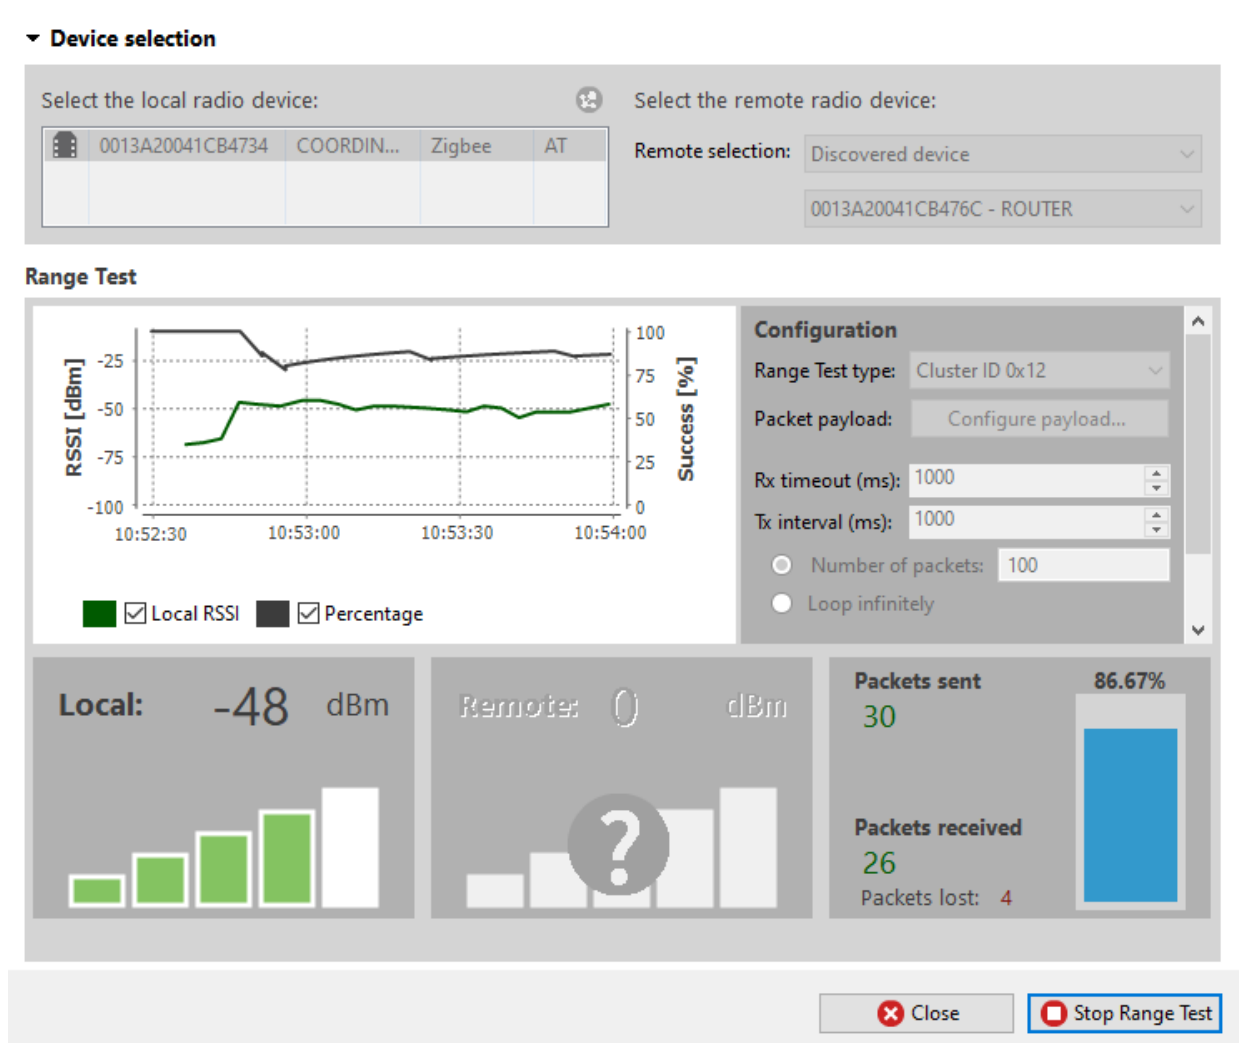 Device selection
Select the local radio device:
0013A20041CB4734 COORDIN... Zigbee AT
Select the remote radio device:
Remote selection: Discovered device
0013A20041CB476C - ROUTER
Range Test
RSSI [dBm]
-25
-50
-75
-100
10:52:30 10:53:00 10:53:30 10:54:00
100
75
50
25
0
Success [%]
Local RSSI Percentage
Configuration
Range Test type: Cluster ID 0x12
Packet payload: Configure payload...
Rx timeout (ms): 1000
Tx interval (ms): 1000
Number of packets: 100
Loop infinitely
Local: -48 dBm
Remote: 0 dBm
?
Packets sent 86.67%
30
Packets received
26
Packets lost: 4
Close Stop Range Test